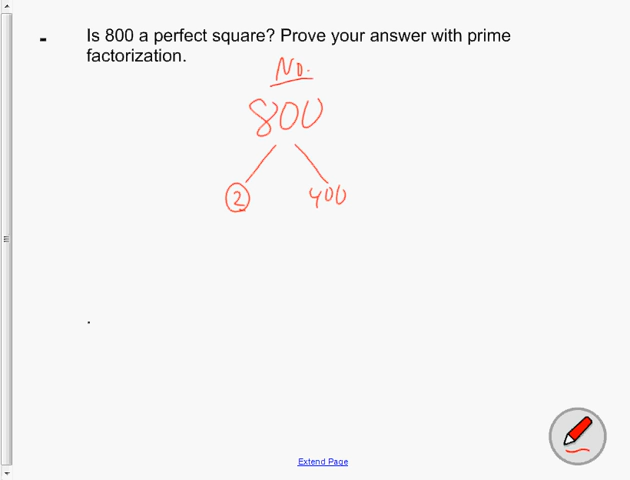 - Is 800 a perfect square? Prove your answer with prime
factorization.
No.
800
2 400
.
Extend Page